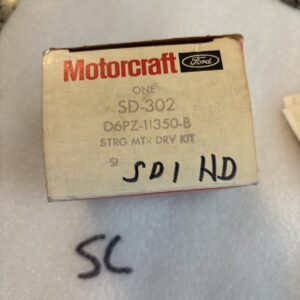 Motorcraft Ford
ONE
SD-302
D6PZ-11350-B
STRG MTR DRV KIT
SD1 HD
SC